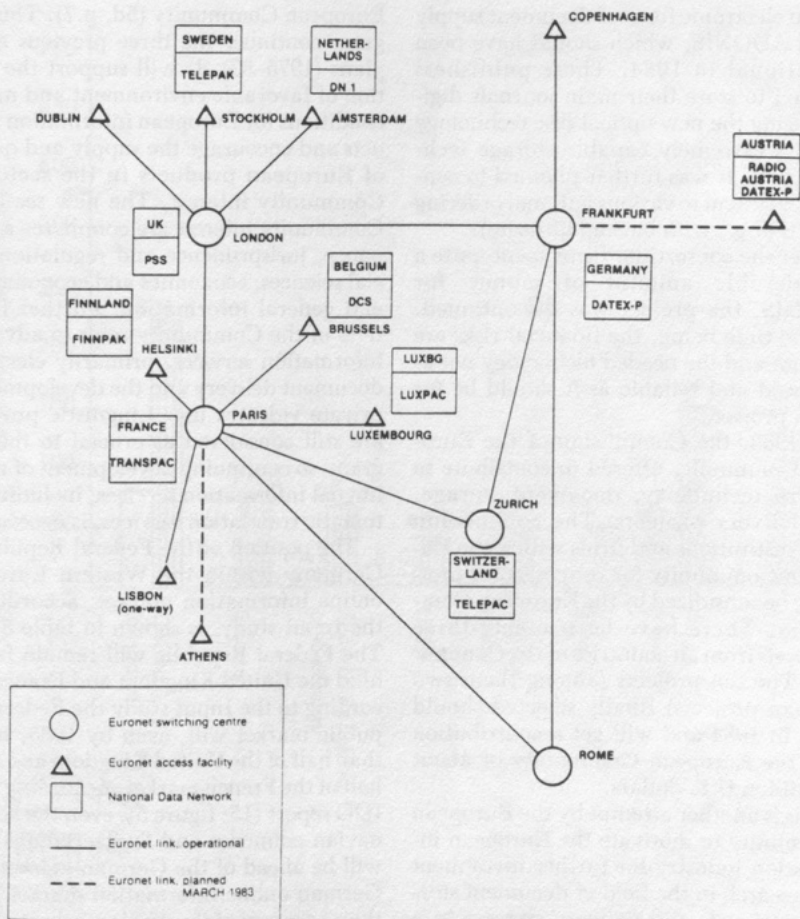 COPENHAGEN
SWEDEN
TELEPAK
NETHER-
LANDS
DN 1
DUBLIN
STOCKHOLM
AMSTERDAM
AUSTRIA
RADIO
AUSTRIA
DATEX-P
UK
PSS
LONDON
FRANKFURT
BELGIUM
DCS
BRUSSELS
GERMANY
DATEX-P
FINNLAND
FINNPAK
HELSINKI
LUXBG
LUXPAC
LUXEMBOURG
PARIS
FRANCE
TRANSPAC
ZURICH
SWITZER-
LAND
TELEPAC
LISBON
(one-way)
ATHENS
ROME
Euronet switching centre
Euronet access facility
National Data Network
Euronet link. operational
Euronet link. planned
MARCH 1983